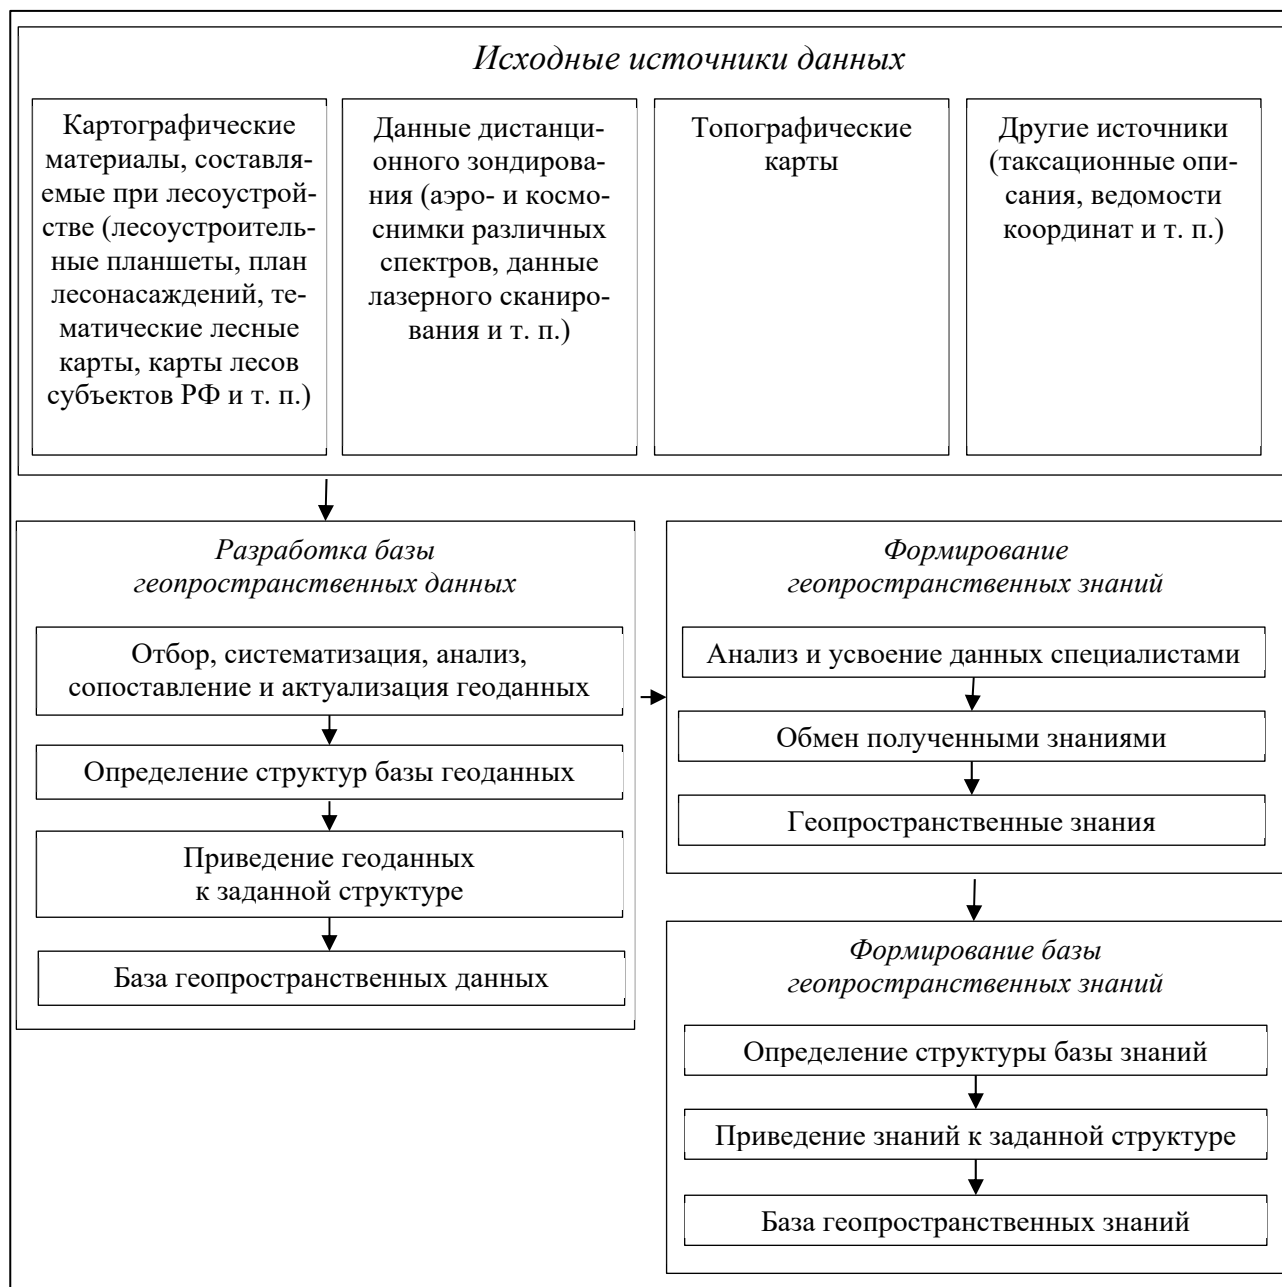 Исходные источники данных
Картографические
материалы, составля-
емые при лесоустрой-
стве (лесоустроитель-
ные планшеты, план
лесонасаждений, те-
матические лесные
карты, карты лесов
субъектов РФ и т. п.)
Данные дистанци-
онного зондирова-
ния (аэро- и космо-
снимки различных
спектров, данные
лазерного сканиро-
вания и т. п.)
Топографические
карты
Другие источники
(таксационные опи-
сания, ведомости
координат и т. п.)
Разработка базы
геопространственных данных
Отбор, систематизация, анализ,
сопоставление и актуализация геоданных
Определение структур базы геоданных
Приведение геоданных
к заданной структуре
База геопространственных данных
Формирование
геопространственных знаний
Анализ и усвоение данных специалистами
Обмен полученными знаниями
Геопространственные знания
Формирование базы
геопространственных знаний
Определение структуры базы знаний
Приведение знаний к заданной структуре
База геопространственных знаний